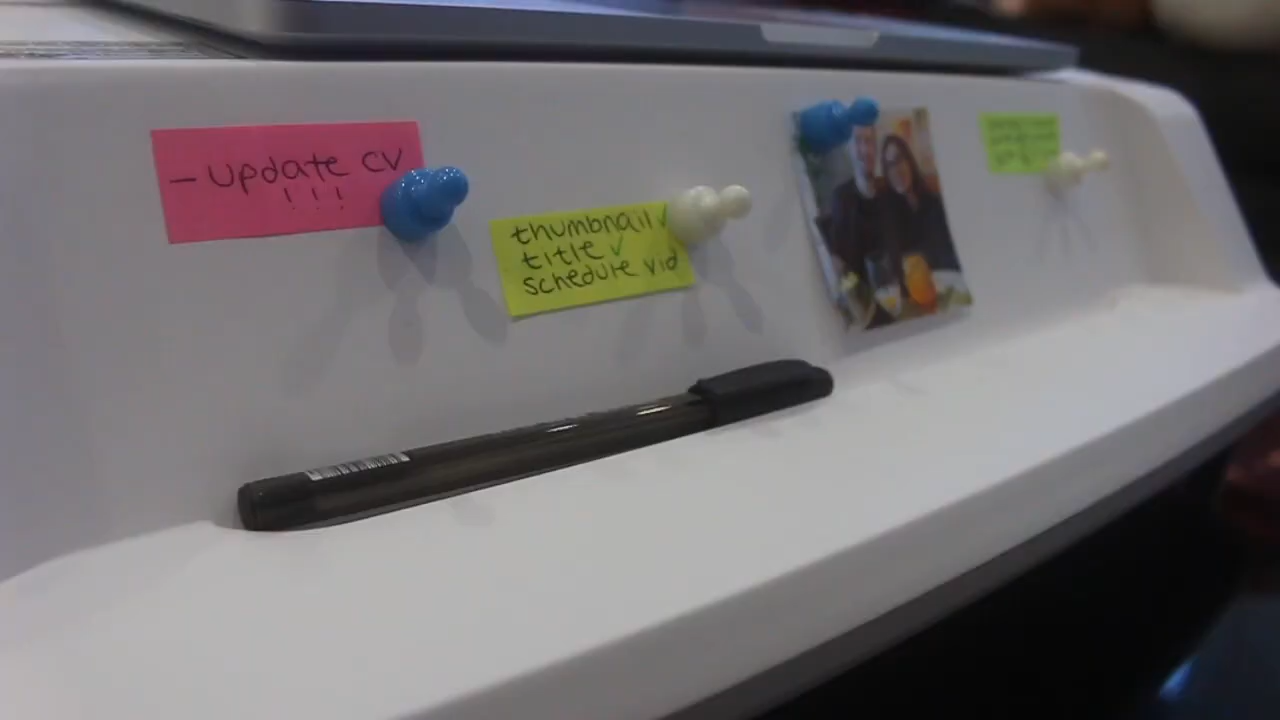 - update cv
!!!
thumbnail ✓
title ✓
schedule vid